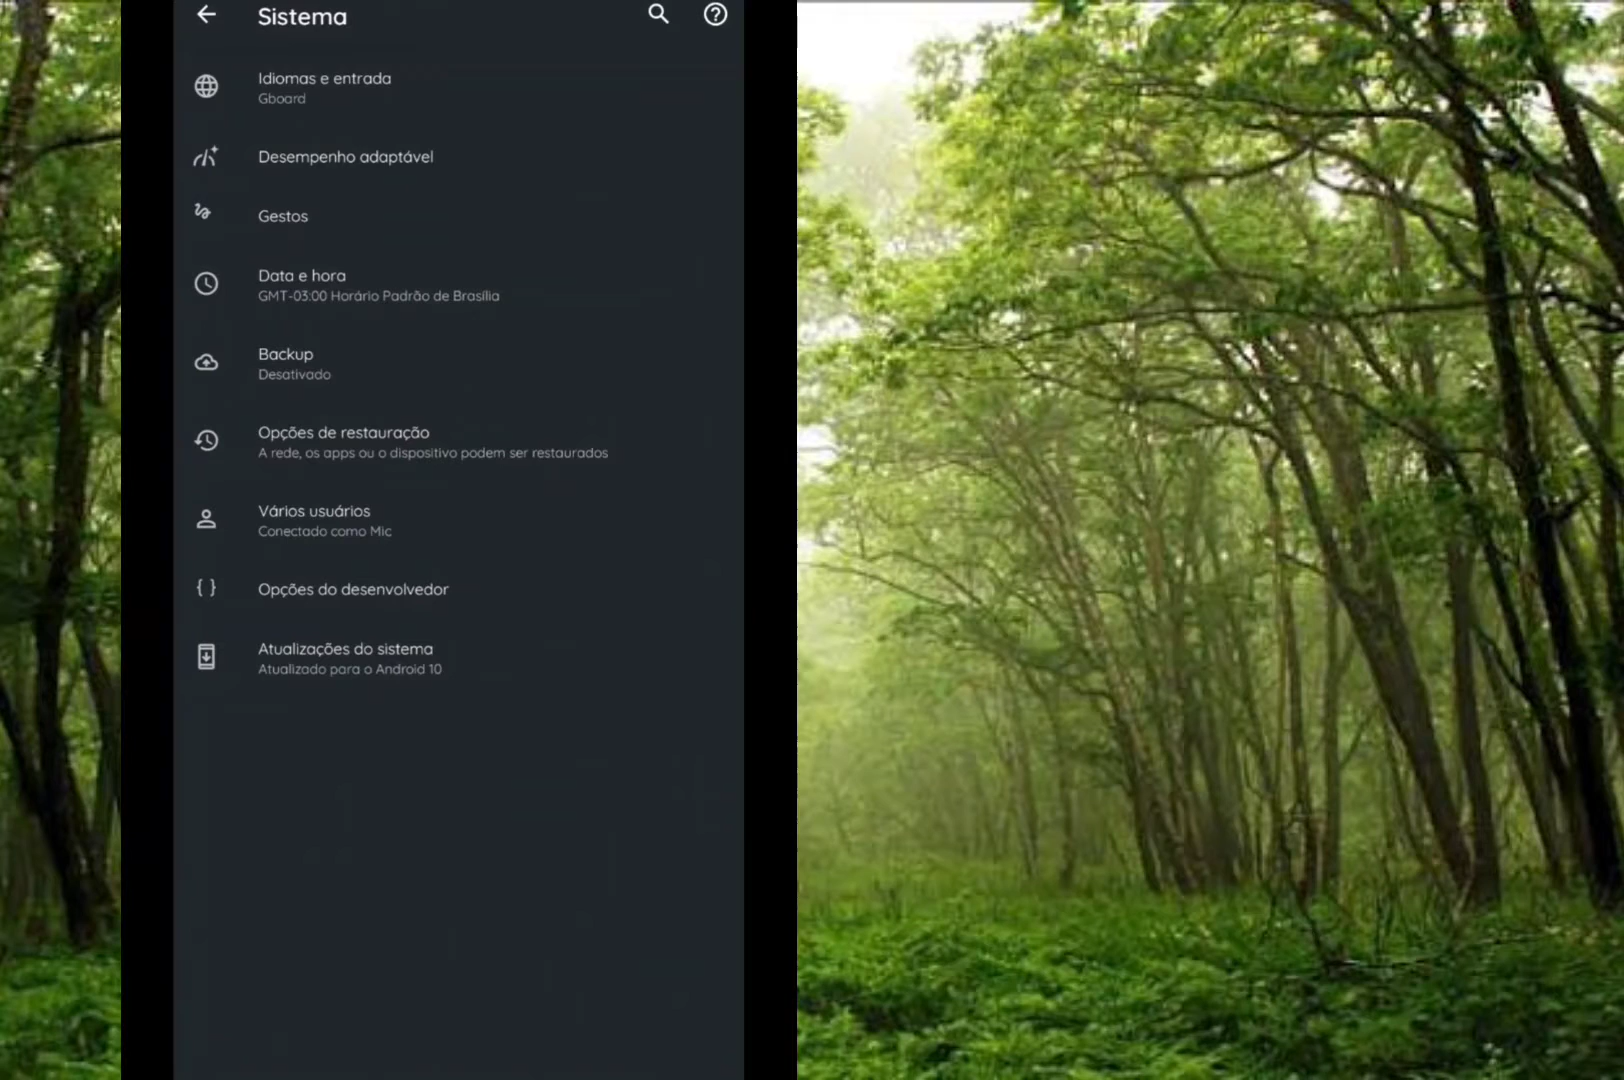 Sistema
Idiomas e entrada
Gboard
Desempenho adaptável
Gestos
Data e hora
GMT-03:00 Horário Padrão de Brasília
Backup
Desativado
Opções de restauração
A rede, os apps ou o dispositivo podem ser restaurados
Vários usuários
Conectado como Mic
Opções do desenvolvedor
Atualizações do sistema
Atualizado para o Android 10